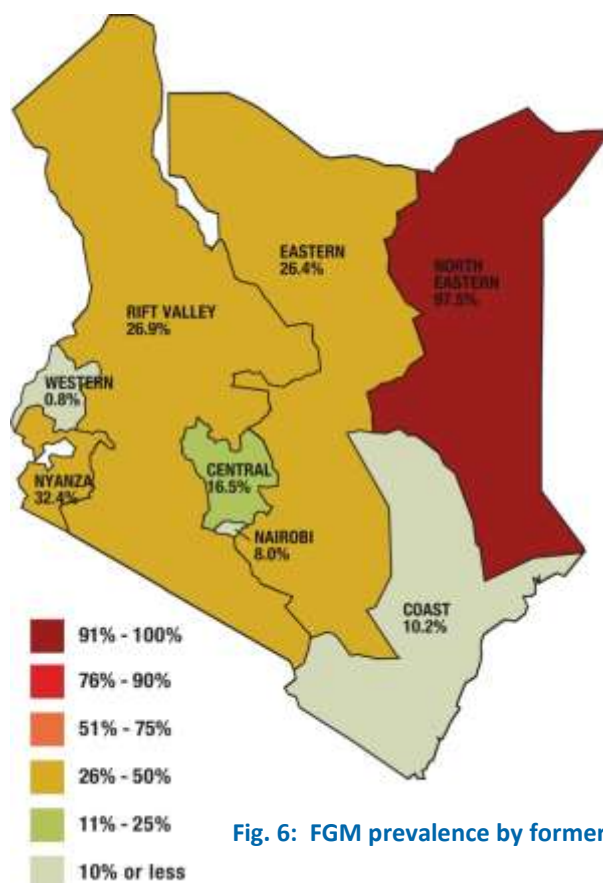 EASTERN
26.4%
NORTH
EASTERN
97.5%
RIFT VALLEY
26.9%
WESTERN
0.8%
NYANZA
32.4%
CENTRAL
16.5%
NAIROBI
8.0%
COAST
10.2%
91% - 100%
76% - 90%
51% - 75%
26% - 50%
11% - 25%
10% or less
Fig. 6: FGM prevalence by former